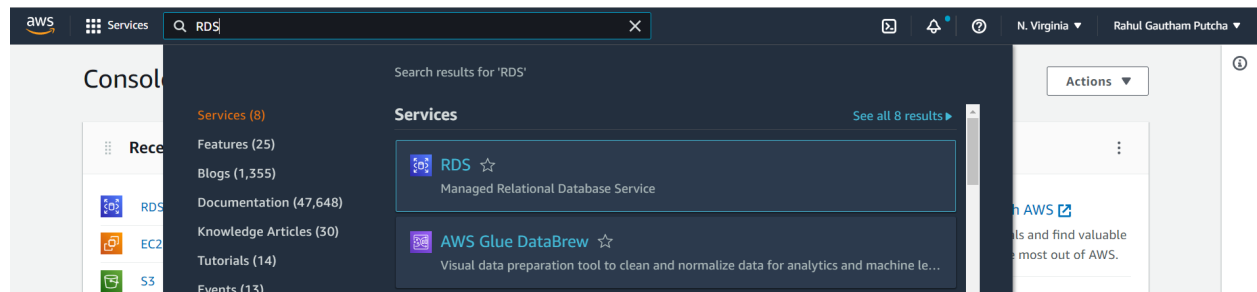 aws
Services
RDS
N. Virginia ▼
Rahul Gautham Putcha ▼
Consol
Actions ▼
Search results for 'RDS'
Services (8)
Features (25)
Blogs (1,355)
Documentation (47,648)
Knowledge Articles (30)
Tutorials (14)
Events (13)
Services
See all 8 results ▶
RDS
Managed Relational Database Service
AWS Glue DataBrew
Visual data preparation tool to clean and normalize data for analytics and machine le...
Rece
RDS
EC2
S3
h AWS
ls and find valuable
most out of AWS.